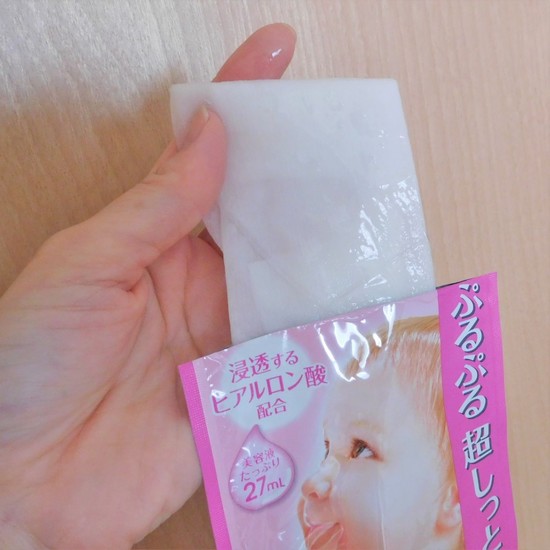 浸透する
ヒアルロン酸
配合
美容液
たっぷり
27mL
ぷるぷる 超しっと